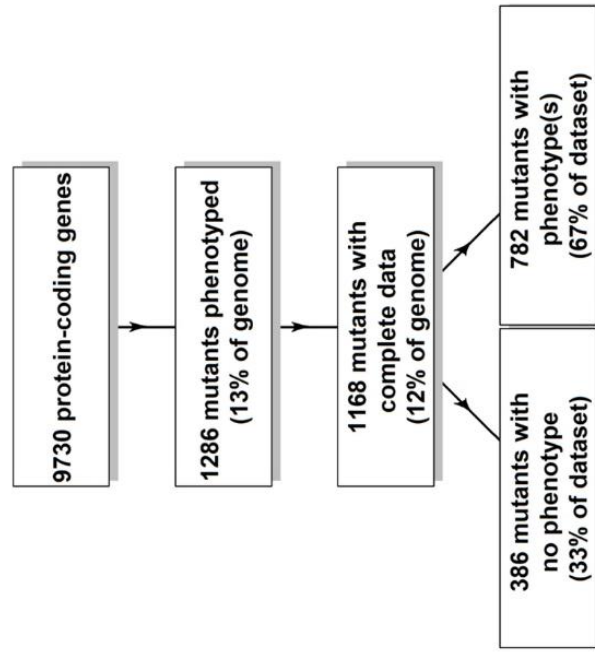 9730 protein-coding genes
1286 mutants phenotyped
(13% of genome)
1168 mutants with
complete data
(12% of genome)
386 mutants with
no phenotype
(33% of dataset)
782 mutants with
phenotype(s)
(67% of dataset)